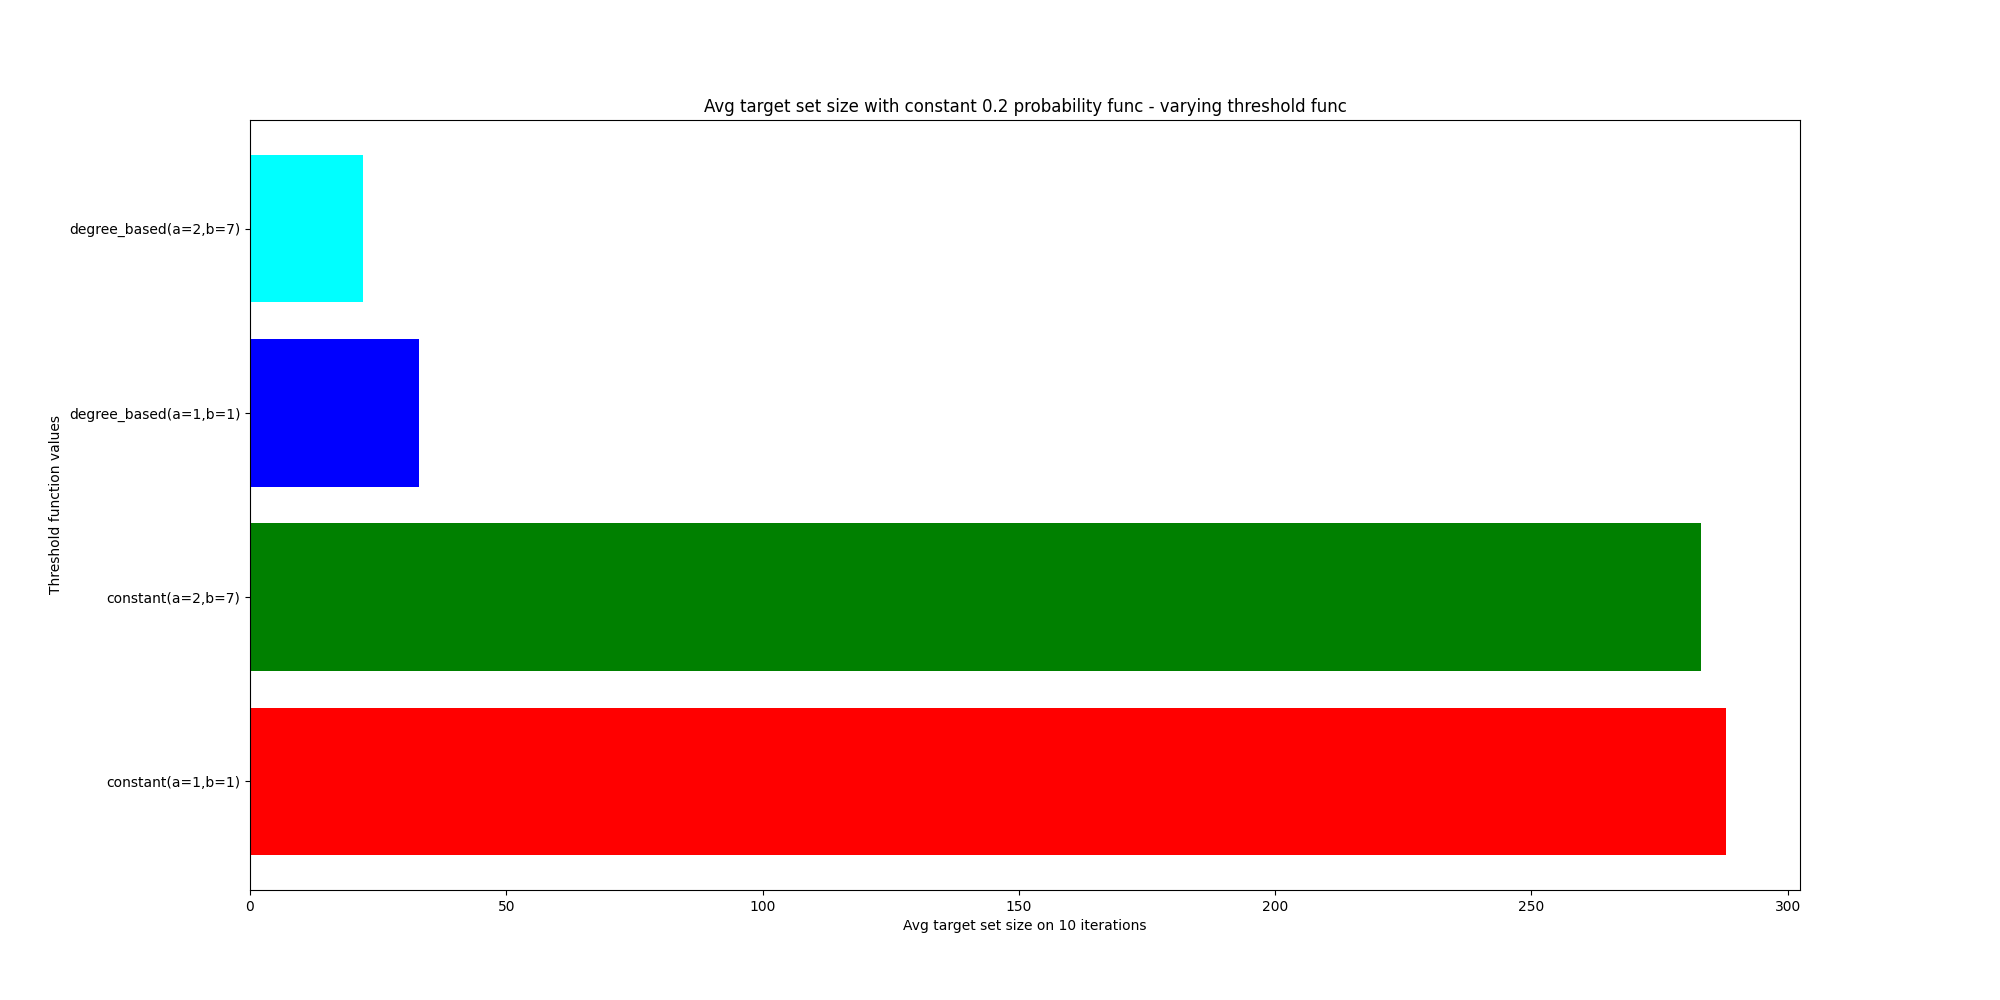 Avg target set size with constant 0.2 probability func - varying threshold func
Threshold function values
degree_based(a=2,b=7)
degree_based(a=1,b=1)
constant(a=2,b=7)
constant(a=1,b=1)
0 50 100 150 200 250 300
Avg target set size on 10 iterations